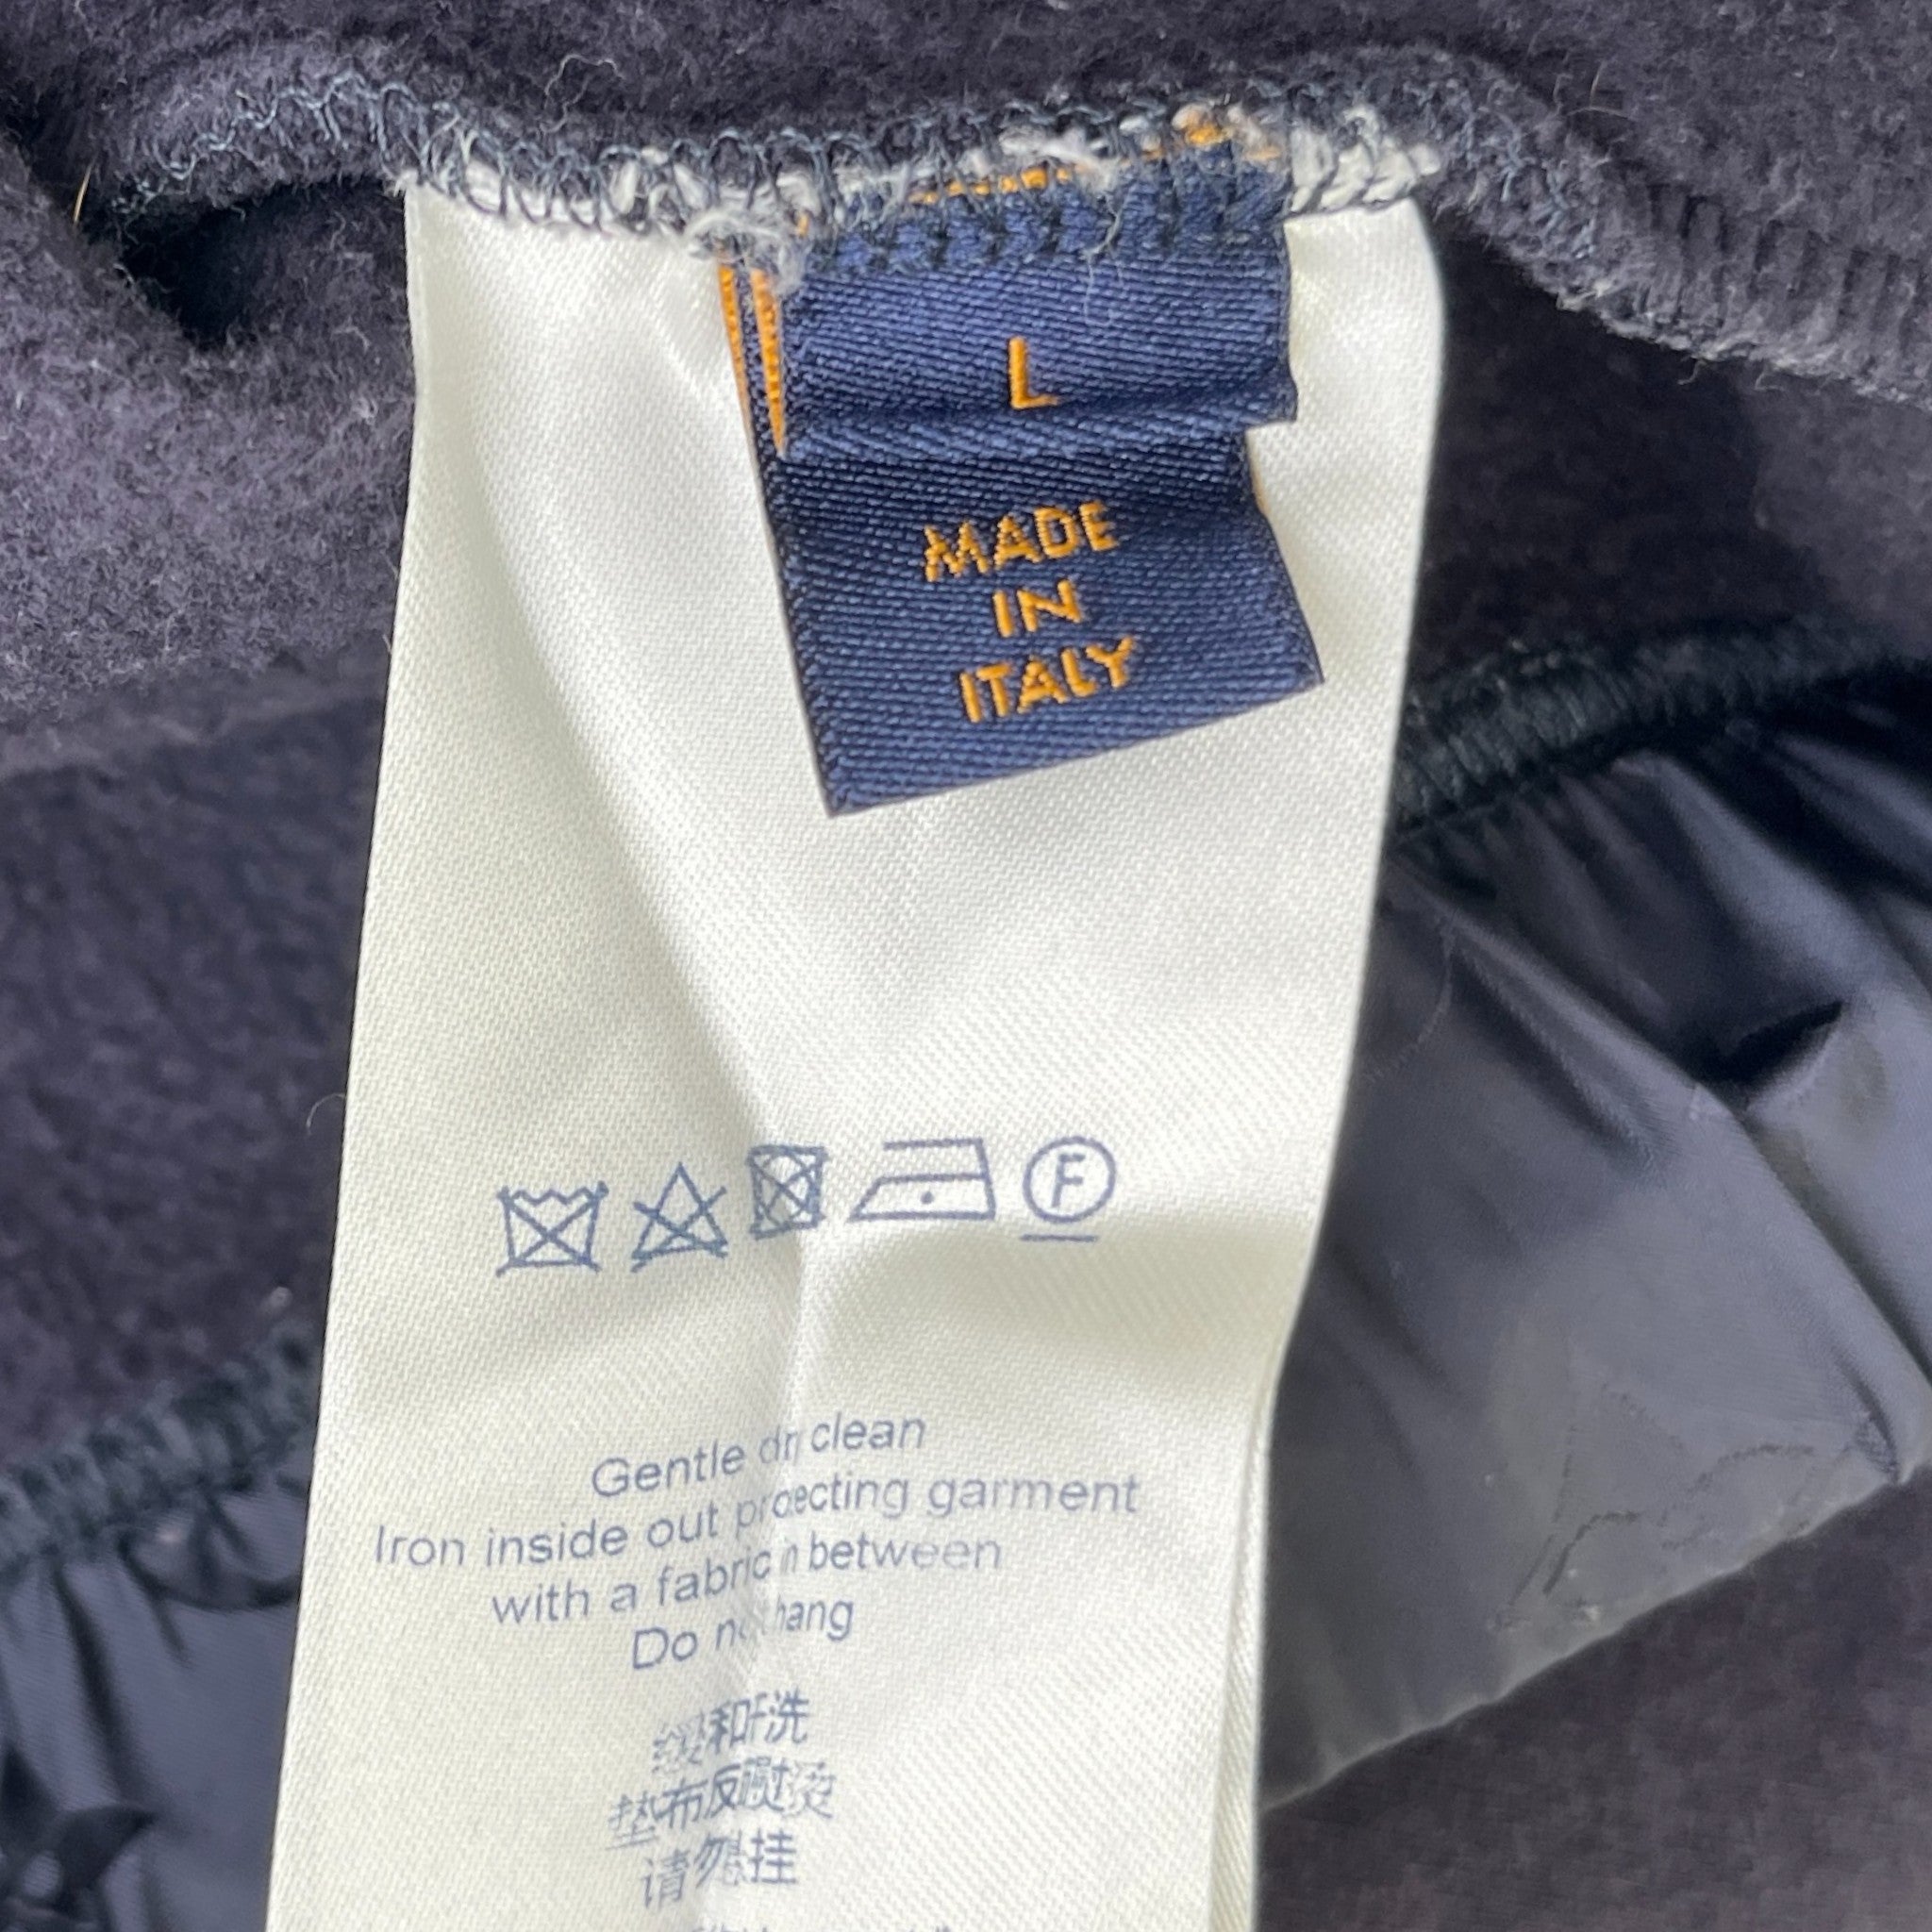 L
MADE
IN
ITALY
F
Gentle dry clean
Iron inside out protecting garment
with a fabric in between
Do not hang
缓和干洗
垫布反面熨烫
请勿悬挂